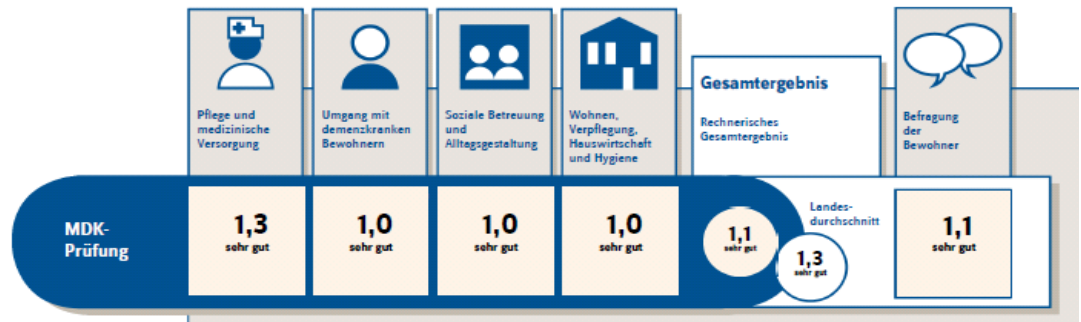 Pflege und
medizinische
Versorgung
Umgang mit
demenzkranken
Bewohnern
Soziale Betreuung
und
Alltagsgestaltung
Wohnen,
Verpflegung,
Hauswirtschaft
und Hygiene
Gesamtergebnis
Rechnerisches
Gesamtergebnis
Befragung
der
Bewohner
MDK-
Prüfung
1,3
sehr gut
1,0
sehr gut
1,0
sehr gut
1,0
sehr gut
1,1
sehr gut
Landes-
durchschnitt
1,3
sehr gut
1,1
sehr gut